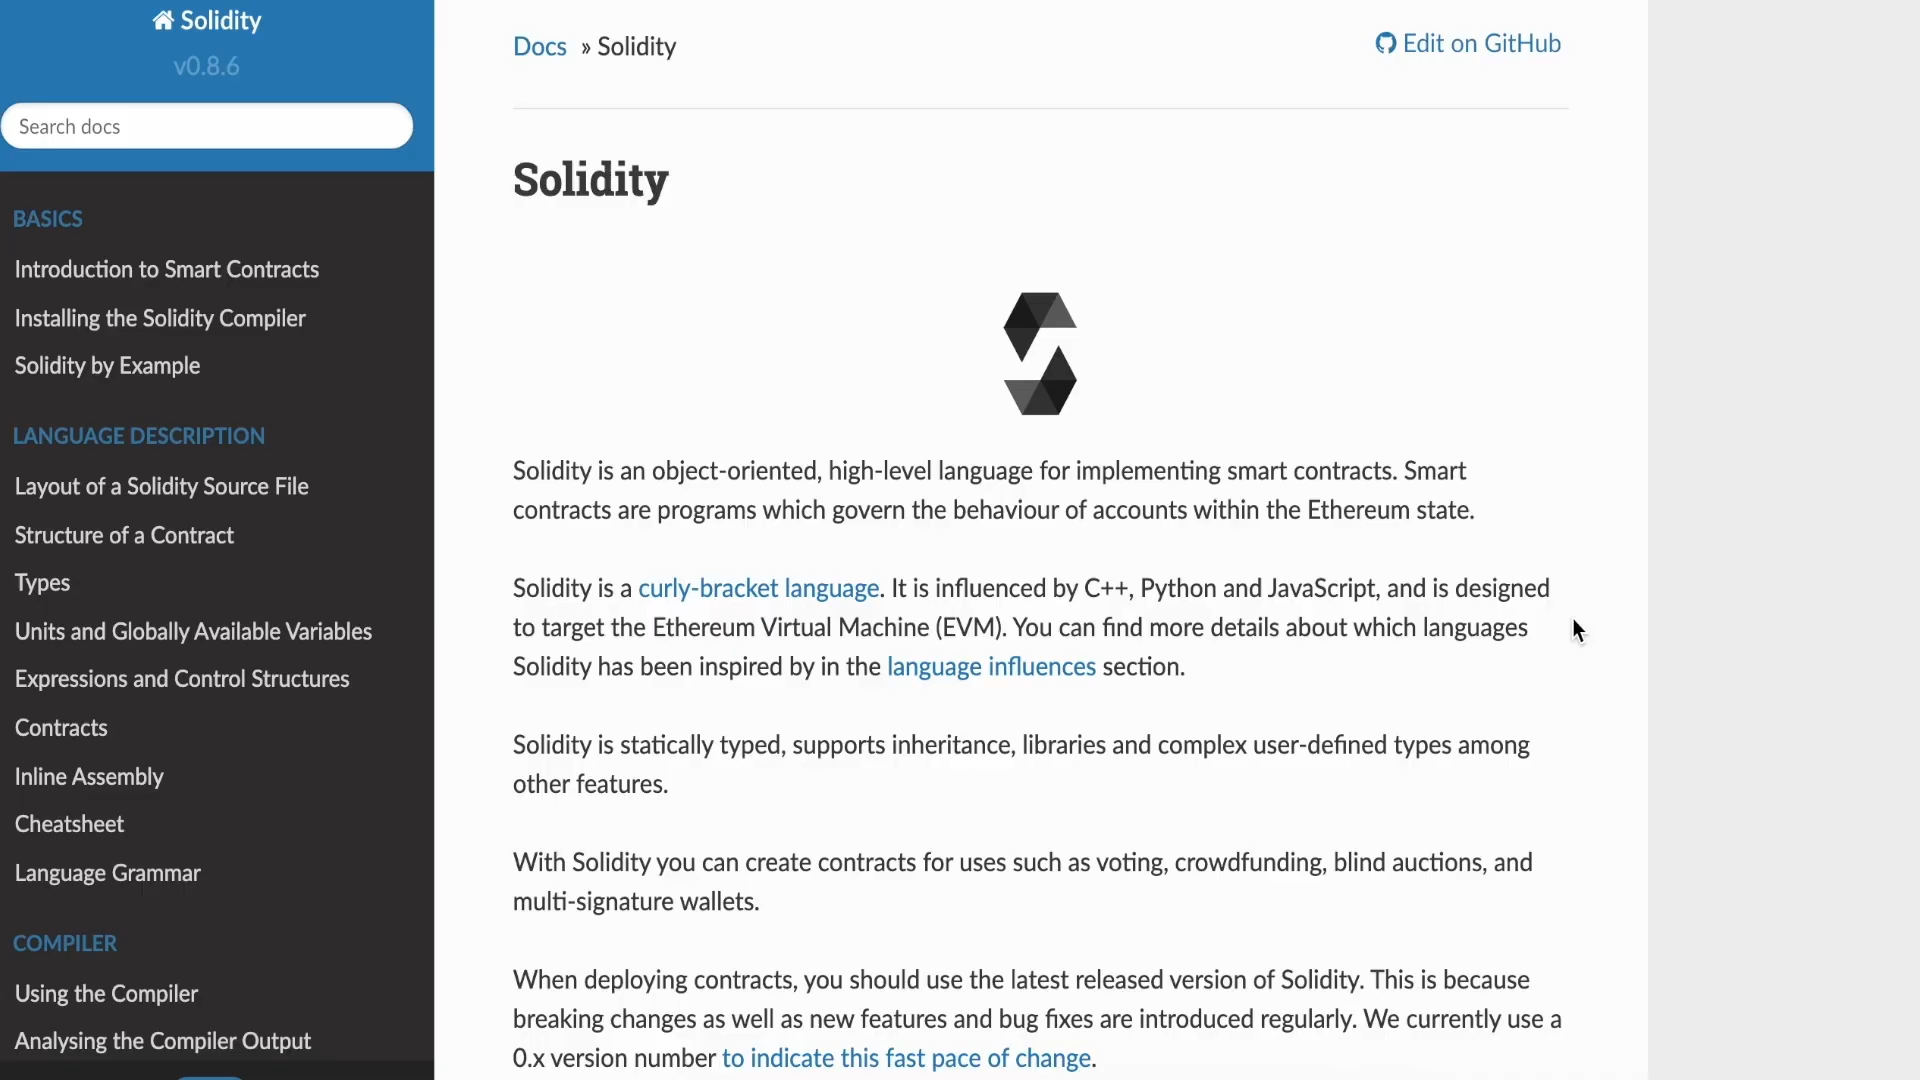 Solidity
v0.8.6
Search docs
BASICS
Introduction to Smart Contracts
Installing the Solidity Compiler
Solidity by Example
LANGUAGE DESCRIPTION
Layout of a Solidity Source File
Structure of a Contract
Types
Units and Globally Available Variables
Expressions and Control Structures
Contracts
Inline Assembly
Cheatsheet
Language Grammar
COMPILER
Using the Compiler
Analysing the Compiler Output
Docs » Solidity
Edit on GitHub
Solidity
Solidity is an object-oriented, high-level language for implementing smart contracts. Smart
contracts are programs which govern the behaviour of accounts within the Ethereum state.
Solidity is a curly-bracket language. It is influenced by C++, Python and JavaScript, and is designed
to target the Ethereum Virtual Machine (EVM). You can find more details about which languages
Solidity has been inspired by in the language influences section.
Solidity is statically typed, supports inheritance, libraries and complex user-defined types among
other features.
With Solidity you can create contracts for uses such as voting, crowdfunding, blind auctions, and
multi-signature wallets.
When deploying contracts, you should use the latest released version of Solidity. This is because
breaking changes as well as new features and bug fixes are introduced regularly. We currently use a
0.x version number to indicate this fast pace of change.